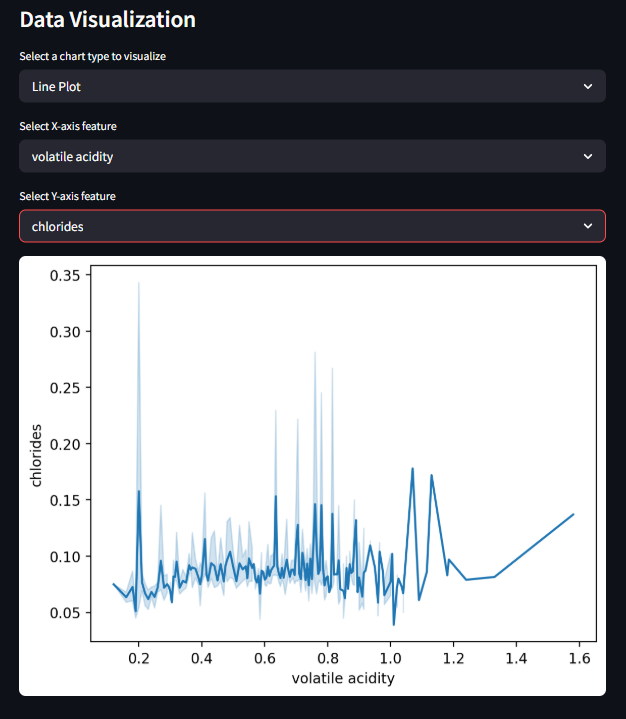 Data Visualization
Select a chart type to visualize
Line Plot
Select X-axis feature
volatile acidity
Select Y-axis feature
chlorides
0.35
0.30
0.25
0.20
0.15
0.10
0.05
chlorides
0.2 0.4 0.6 0.8 1.0 1.2 1.4 1.6
volatile acidity